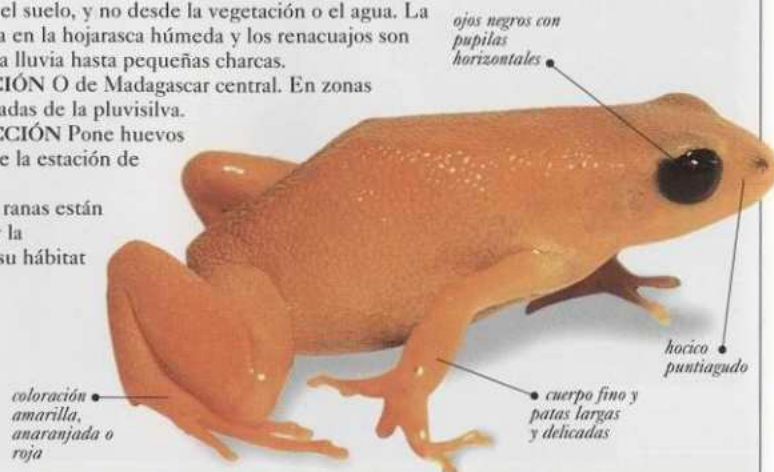 el suelo, y no desde la vegetación o el agua. La
a en la hojarasca húmeda y los renacuajos son
a lluvia hasta pequeñas charcas.
CIÓN O de Madagascar central. En zonas
adas de la pluvisilva.
CCIÓN Pone huevos
e la estación de
ranas están
la
su hábitat
ojos negros con
pupilas
horizontales
hocico
puntiagudo
cuerpo fino y
patas largas
y delicadas
coloración
amarilla,
anaranjada o
roja